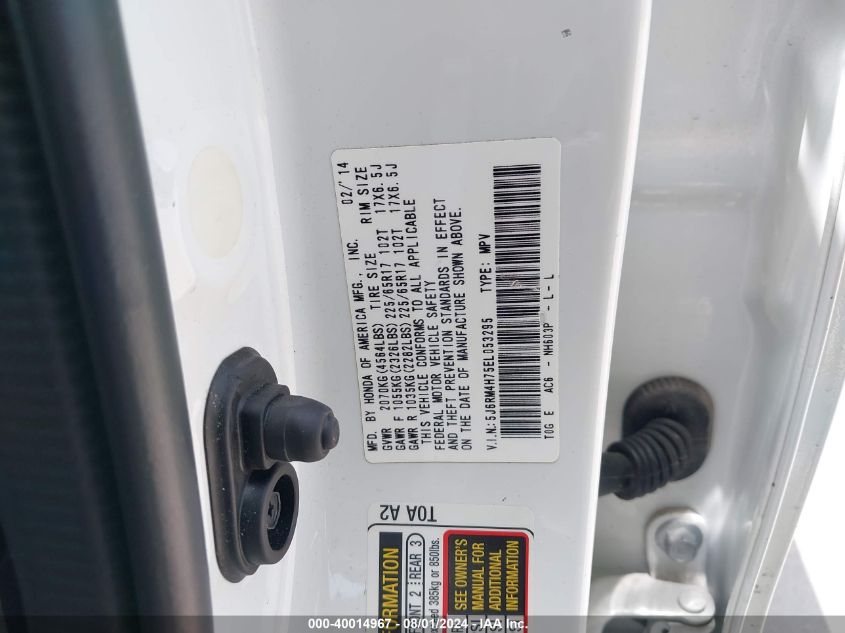 MFD. BY HONDA OF AMERICA MFG., INC. 02/'14
GVWR 2070KG(4564LBS) TIRE SIZE RIM SIZE
GAWR F 1055KG(2326LBS) 225/65R17 102T 17X6.5J
GAWR R 1035KG(2282LBS) 225/65R17 102T 17X6.5J
THIS VEHICLE CONFORMS TO ALL APPLICABLE
FEDERAL MOTOR VEHICLE SAFETY
AND THEFT PREVENTION STANDARDS IN EFFECT
ON THE DATE OF MANUFACTURE SHOWN ABOVE.
V.I.N.:5J6RM4H75EL053295 TYPE: MPV
T0G E AC6 - NH603P - L- L
T0A A2
REAR 3
385kg or 850lbs.
SEE OWNER'S
MANUAL FOR
ADDITIONAL
INFORMATION
000-40014967 - 08/01/2024 - IAA Inc.